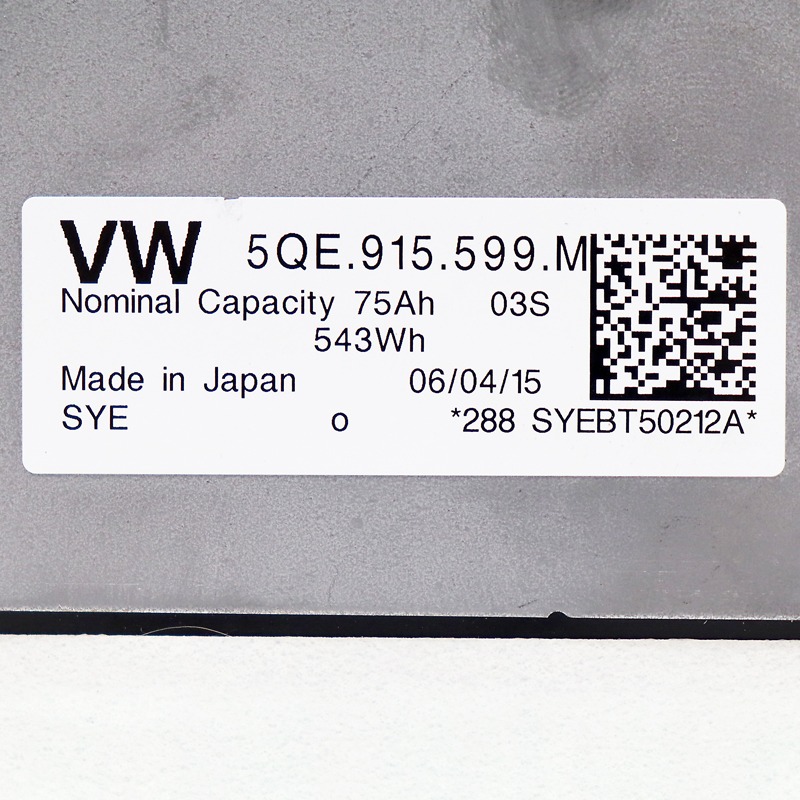 VW 5QE.915.599.M
Nominal Capacity 75Ah 03S
543Wh
Made in Japan 06/04/15
SYE o *288 SYEBT50212A*